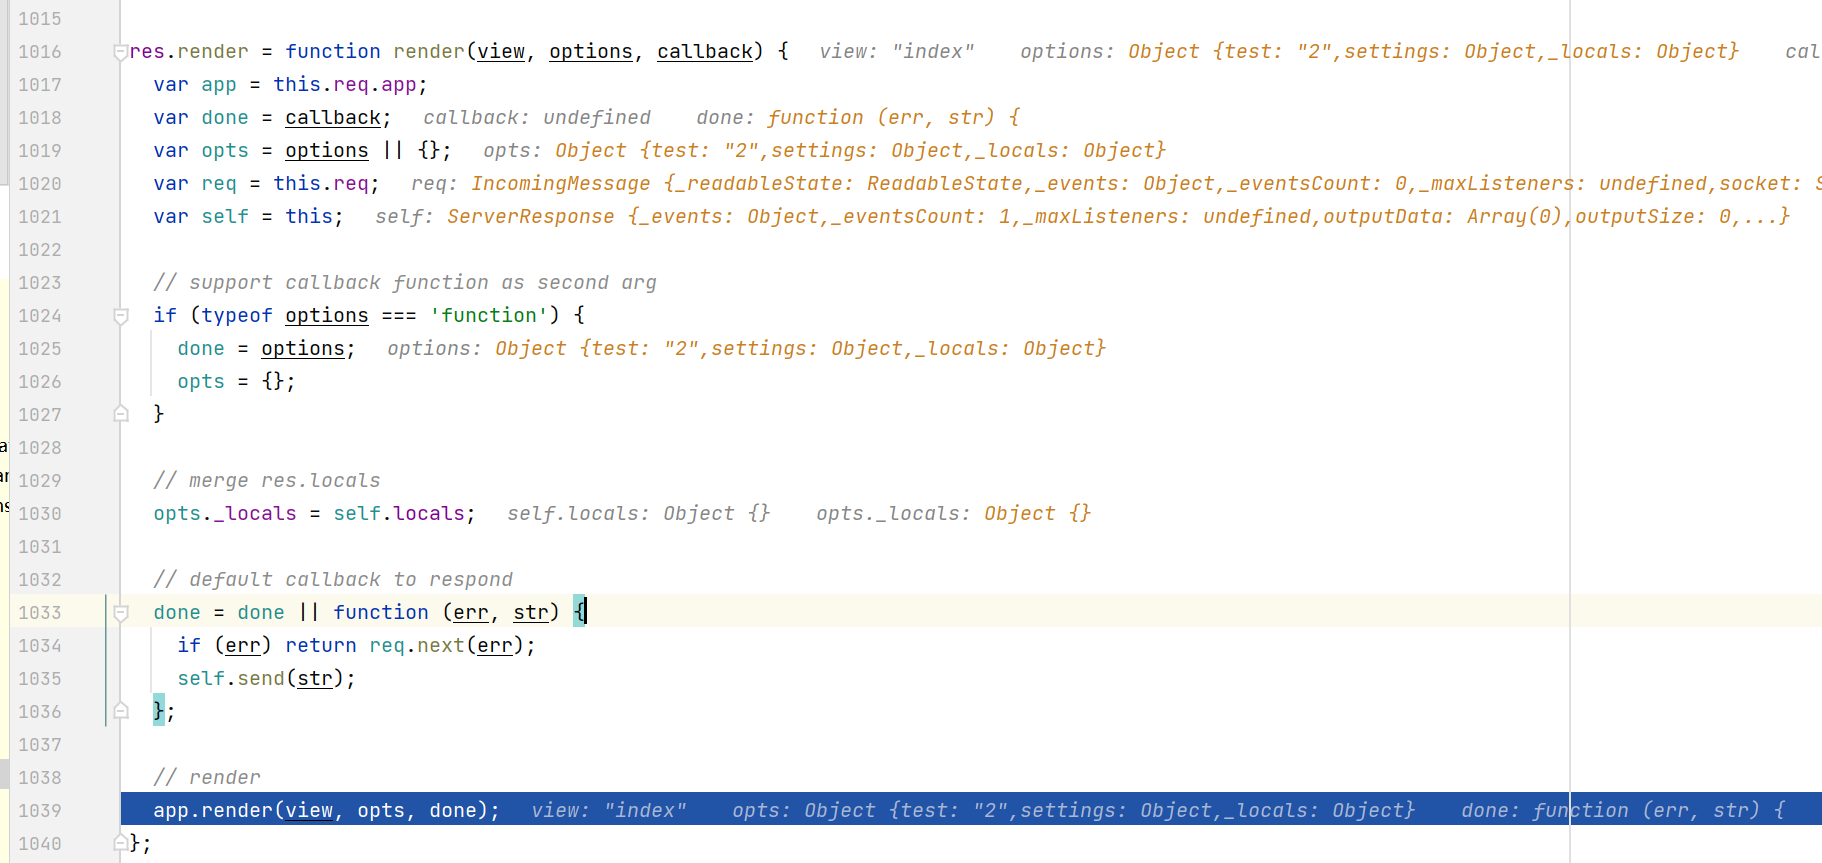 1015
1016 res.render = function render(view, options, callback) { view: "index" options: Object {test: "2",settings: Object,_locals: Object} cal
1017 var app = this.req.app;
1018 var done = callback; callback: undefined done: function (err, str) {
1019 var opts = options || {}; opts: Object {test: "2",settings: Object,_locals: Object}
1020 var req = this.req; req: IncomingMessage {_readableState: ReadableState,_events: Object,_eventsCount: 0,_maxListeners: undefined,socket: S
1021 var self = this; self: ServerResponse {_events: Object,_eventsCount: 1,_maxListeners: undefined,outputData: Array(0),outputSize: 0,...}
1022
1023 // support callback function as second arg
1024 if (typeof options === 'function') {
1025 done = options; options: Object {test: "2",settings: Object,_locals: Object}
1026 opts = {};
1027 }
1028
1029 // merge res.locals
1030 opts._locals = self.locals; self.locals: Object {} opts._locals: Object {}
1031
1032 // default callback to respond
1033 done = done || function (err, str) {
1034 if (err) return req.next(err);
1035 self.send(str);
1036 };
1037
1038 // render
1039 app.render(view, opts, done); view: "index" opts: Object {test: "2",settings: Object,_locals: Object} done: function (err, str) {
1040 };